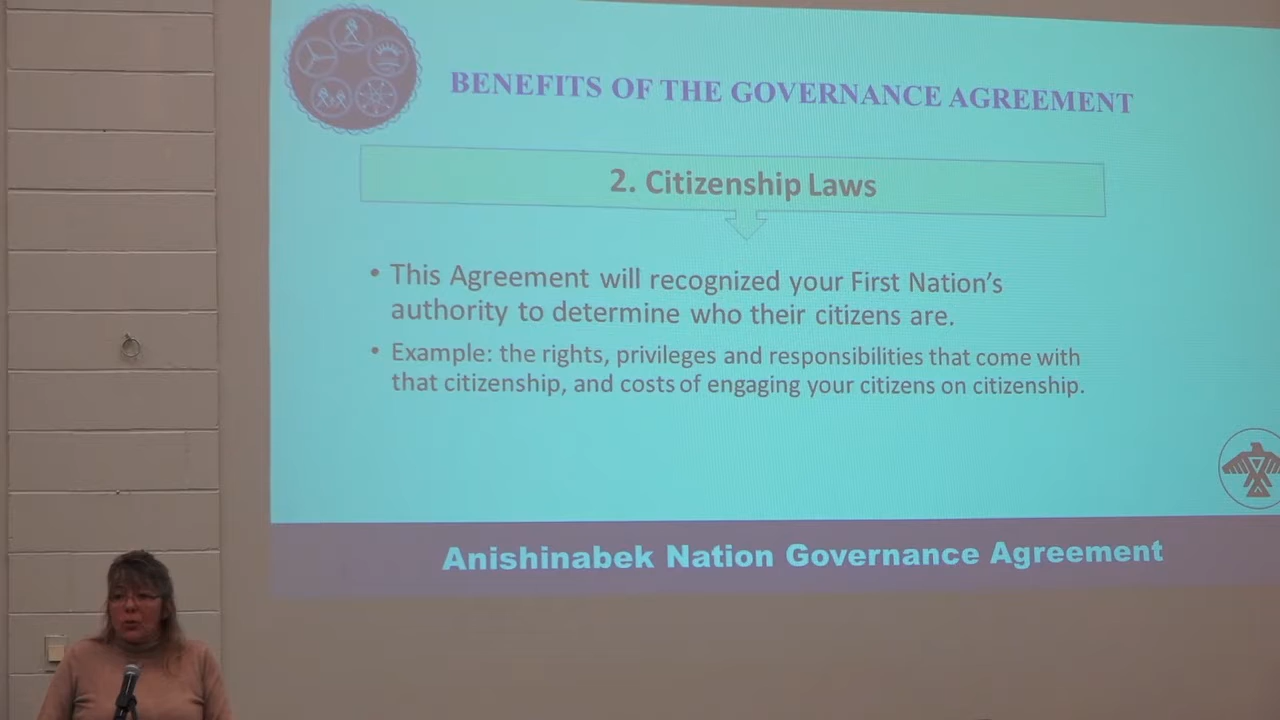 BENEFITS OF THE GOVERNANCE AGREEMENT
2. Citizenship Laws
• This Agreement will recognized your First Nation's
authority to determine who their citizens are.
• Example: the rights, privileges and responsibilities that come with
that citizenship, and costs of engaging your citizens on citizenship.
Anishinabek Nation Governance Agreement